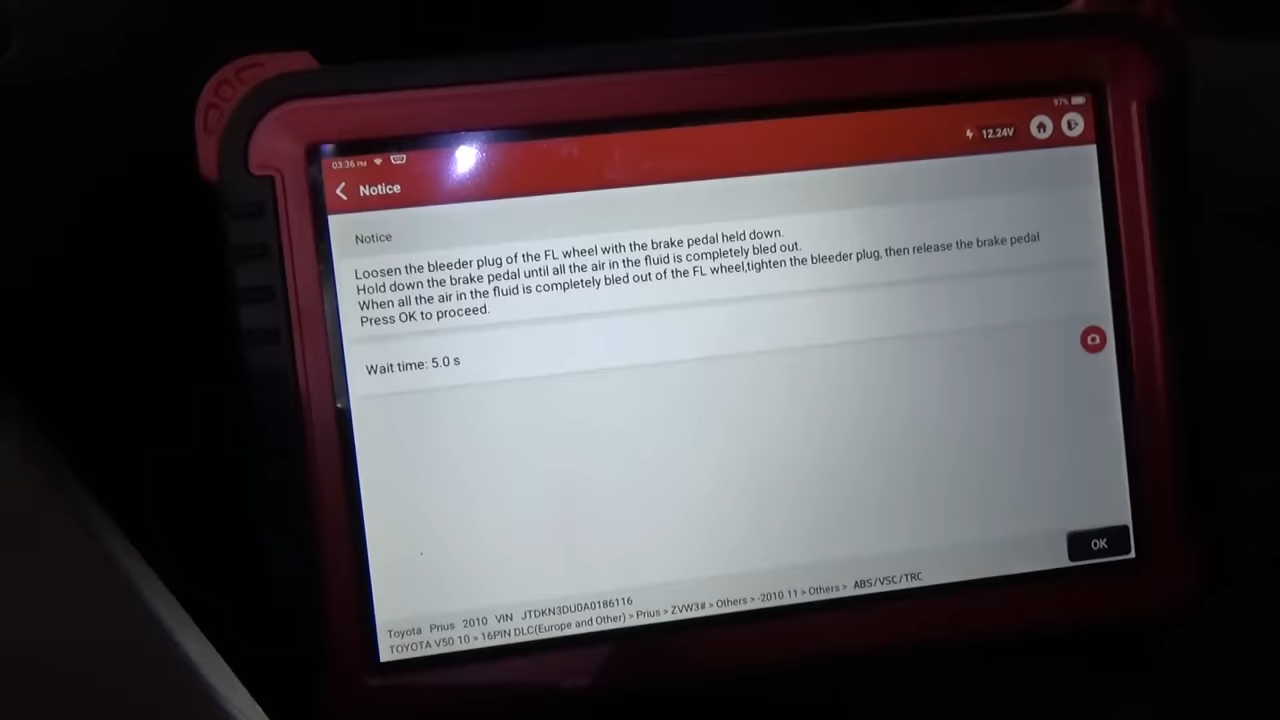 97%
03:36 PM
12.24V
Notice
Notice
Loosen the bleeder plug of the FL wheel with the brake pedal held down.
Hold down the brake pedal until all the air in the fluid is completely bled out.
When all the air in the fluid is completely bled out of the FL wheel,tighten the bleeder plug, then release the brake pedal
Press OK to proceed.
Wait time: 5.0 s
OK
Toyota Prius 2010 VIN JTDKN3DU0A0186116
TOYOTA V50.10 > 16PIN DLC(Europe and Other) > Prius > ZVW3# > Others > -2010 11 > Others > ABS/VSC/TRC